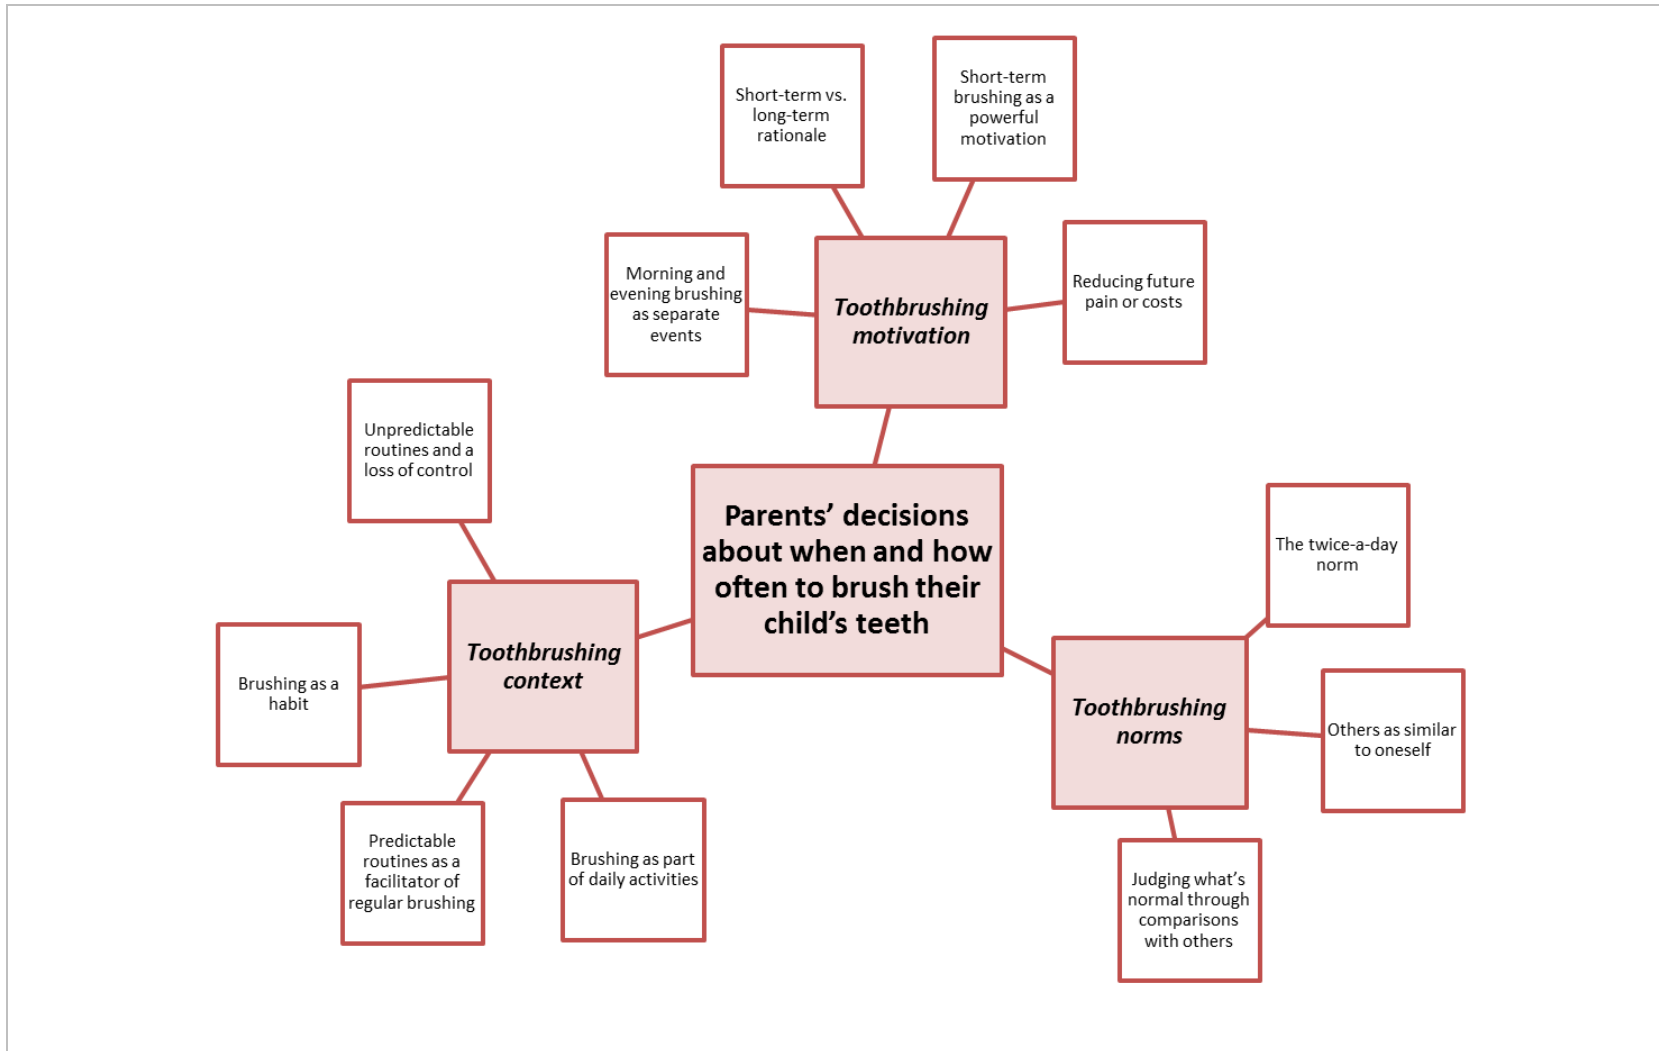 Short-term vs.
long-term
rationale
Short-term
brushing as a
powerful
motivation
Morning and
evening brushing
as separate
events
Toothbrushing
motivation
Reducing future
pain or costs
Unpredictable
routines and a
loss of control
Parents’ decisions
about when and how
often to brush their
child’s teeth
The twice-a-day
norm
Brushing as a
habit
Toothbrushing
context
Toothbrushing
norms
Others as similar
to oneself
Predictable
routines as a
facilitator of
regular brushing
Brushing as part
of daily activities
Judging what’s
normal through
comparisons
with others